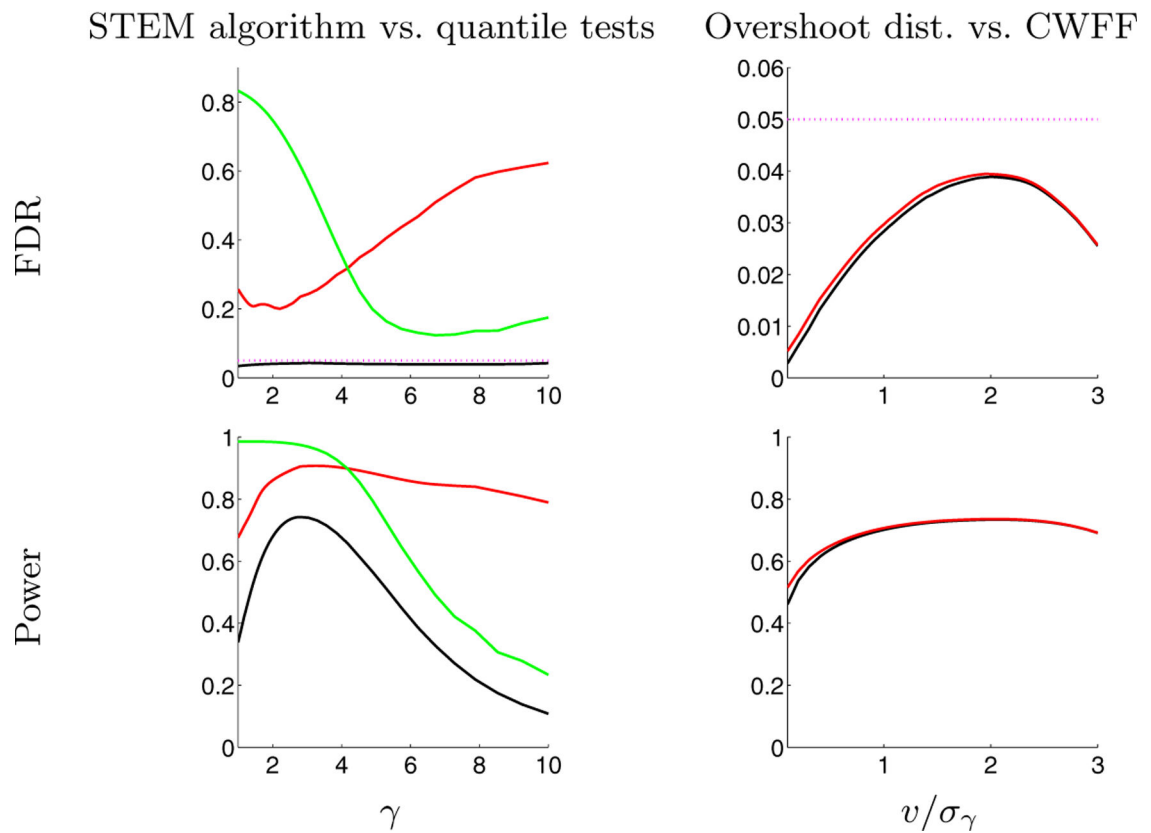 STEM algorithm vs. quantile tests
Overshoot dist. vs. CWFF
FDR
0.8
0.6
0.4
0.2
0
2 4 6 8 10
0.06
0.05
0.04
0.03
0.02
0.01
0
1 2 3
Power
1
0.8
0.6
0.4
0.2
0
2 4 6 8 10
γ
1
0.8
0.6
0.4
0.2
0
1 2 3
v/σγ